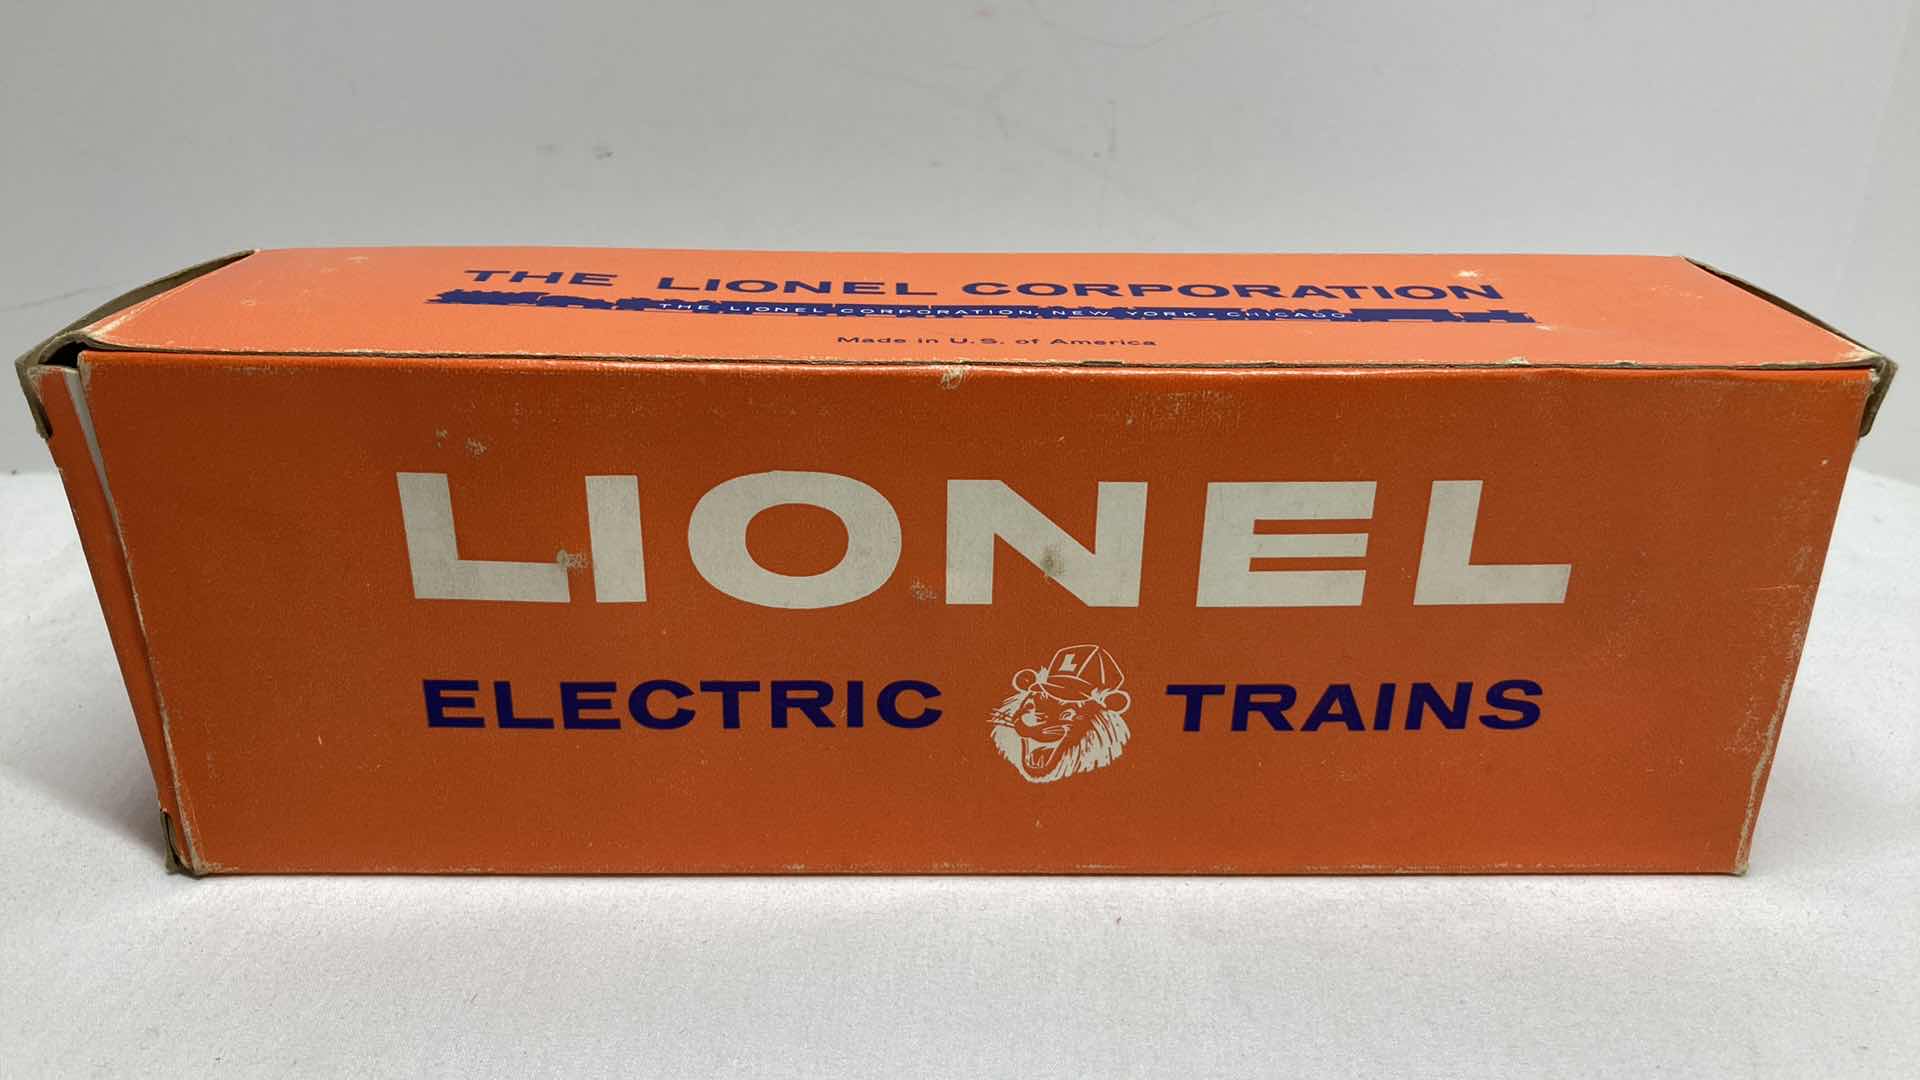 THE LIONEL CORPORATION
THE LIONEL CORPORATION, NEW YORK • CHICAGO
Made in U.S. of America
LIONEL
L
ELECTRIC TRAINS